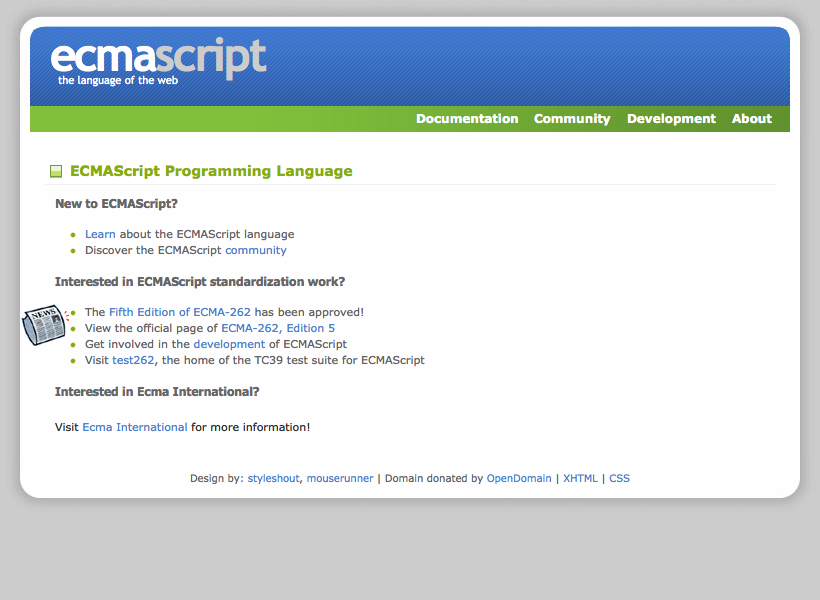 ecmascript
the language of the web
Documentation Community Development About
ECMAScript Programming Language
New to ECMAScript?
Learn about the ECMAScript language
Discover the ECMAScript community
Interested in ECMAScript standardization work?
NEWS
The Fifth Edition of ECMA-262 has been approved!
View the official page of ECMA-262, Edition 5
Get involved in the development of ECMAScript
Visit test262, the home of the TC39 test suite for ECMAScript
Interested in Ecma International?
Visit Ecma International for more information!
Design by: styleshout, mouserunner | Domain donated by OpenDomain | XHTML | CSS